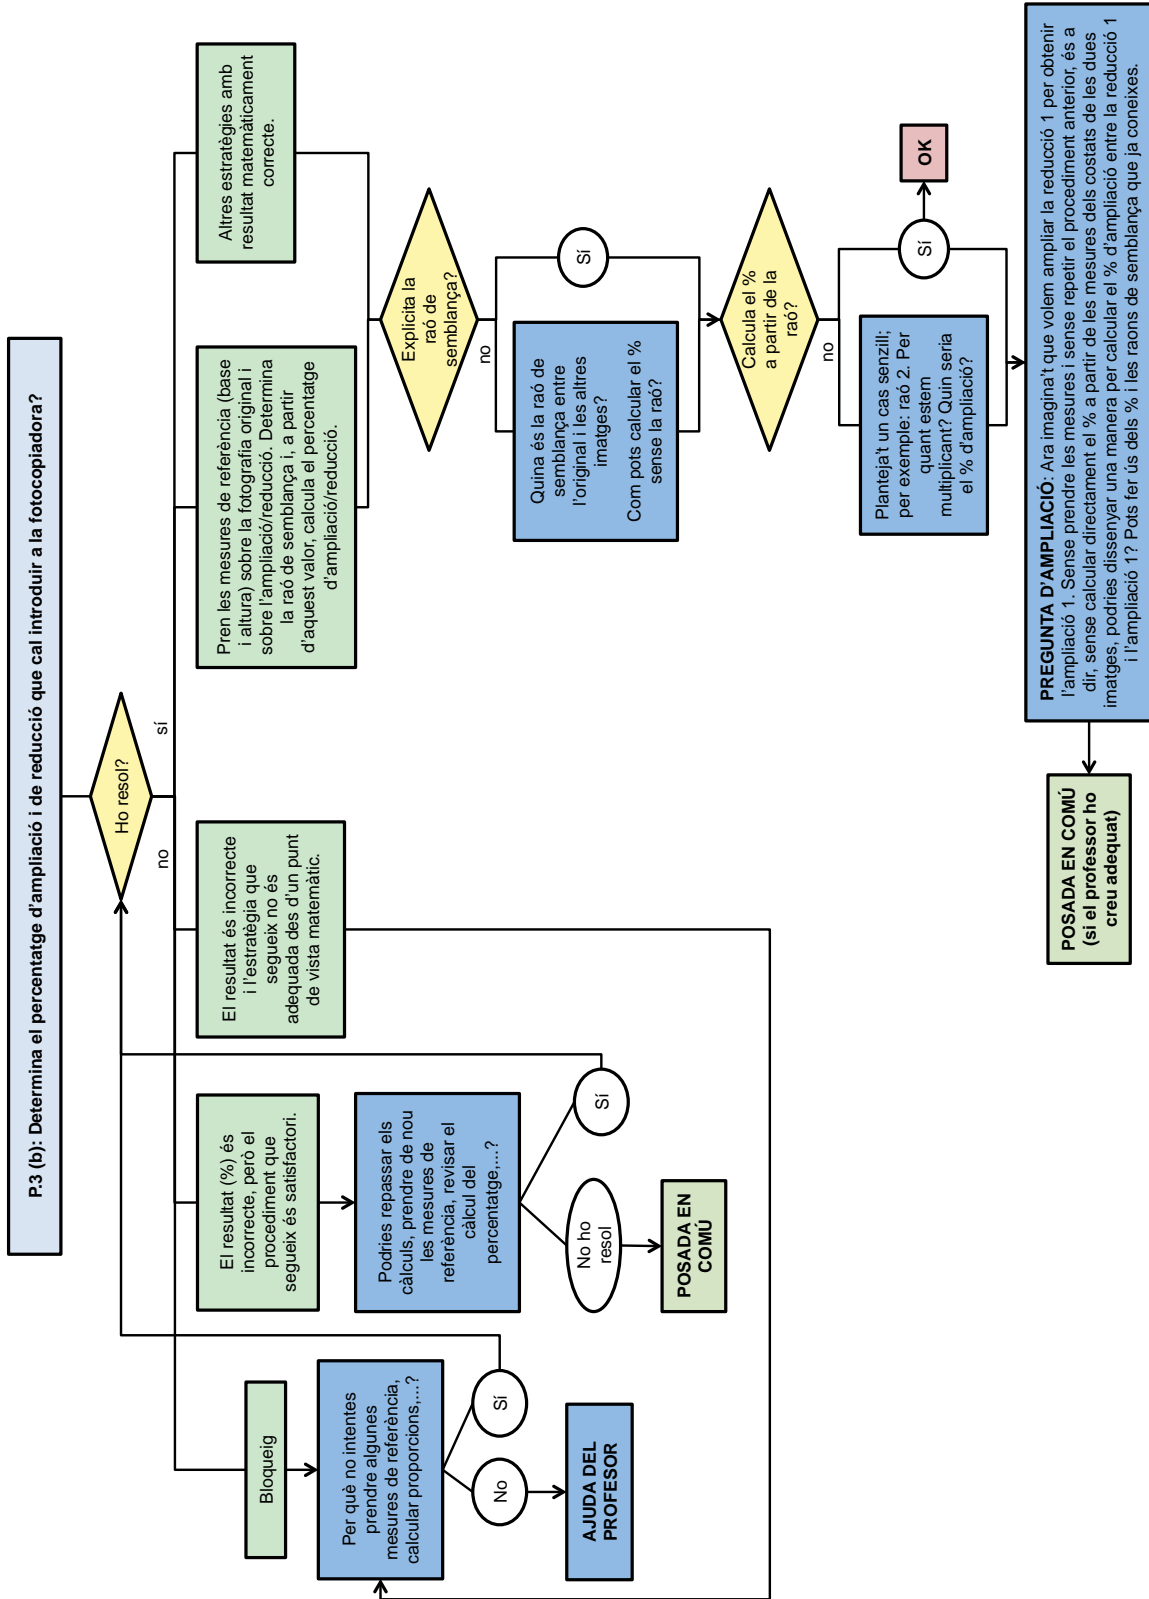 P.3 (b): Determina el percentatge d’ampliació i de reducció que cal introduir a la fotocopiadora?
Ho resol?
no
sí
Bloqueig
Per què no intentes
prendre algunes
mesures de referència,
calcular proporcions,...?
No
Sí
AJUDA DEL
PROFESOR
El resultat (%) és
incorrecte, però el
procediment que
segueix és satisfactori.
Podries repassar els
càlculs, prendre de nou
les mesures de
referència, revisar el
càlcul del
percentatge,...?
No ho
resol
Sí
POSADA EN
COMÚ
El resultat és incorrecte
i l’estratègia que
segueix no és
adequada des d’un punt
de vista matemàtic.
Pren les mesures de referència (base
i altura) sobre la fotografia original i
sobre l’ampliació/reducció. Determina
la raó de semblança i, a partir
d’aquest valor, calcula el percentatge
d’ampliació/reducció.
Altres estratègies amb
resultat matemàticament
correcte.
Explicita la
raó de
semblança?
no
Quina és la raó de
semblança entre
l’original i les altres
imatges?
Com pots calcular el %
sense la raó?
Sí
Calcula el %
a partir de la
raó?
no
Planteja’t un cas senzill;
per exemple: raó 2. Per
quant estem
multiplicant? Quin seria
el % d’ampliació?
Sí
OK
PREGUNTA D’AMPLIACIÓ: Ara imagina’t que volem ampliar la reducció 1 per obtenir
l’ampliació 1. Sense prendre les mesures i sense repetir el procediment anterior, és a
dir, sense calcular directament el % a partir de les mesures dels costats de les dues
imatges, podries dissenyar una manera per calcular el % d’ampliació entre la reducció 1
i l’ampliació 1? Pots fer ús dels % i les raons de semblança que ja coneixes.
POSADA EN COMÚ
(si el professor ho
creu adequat)